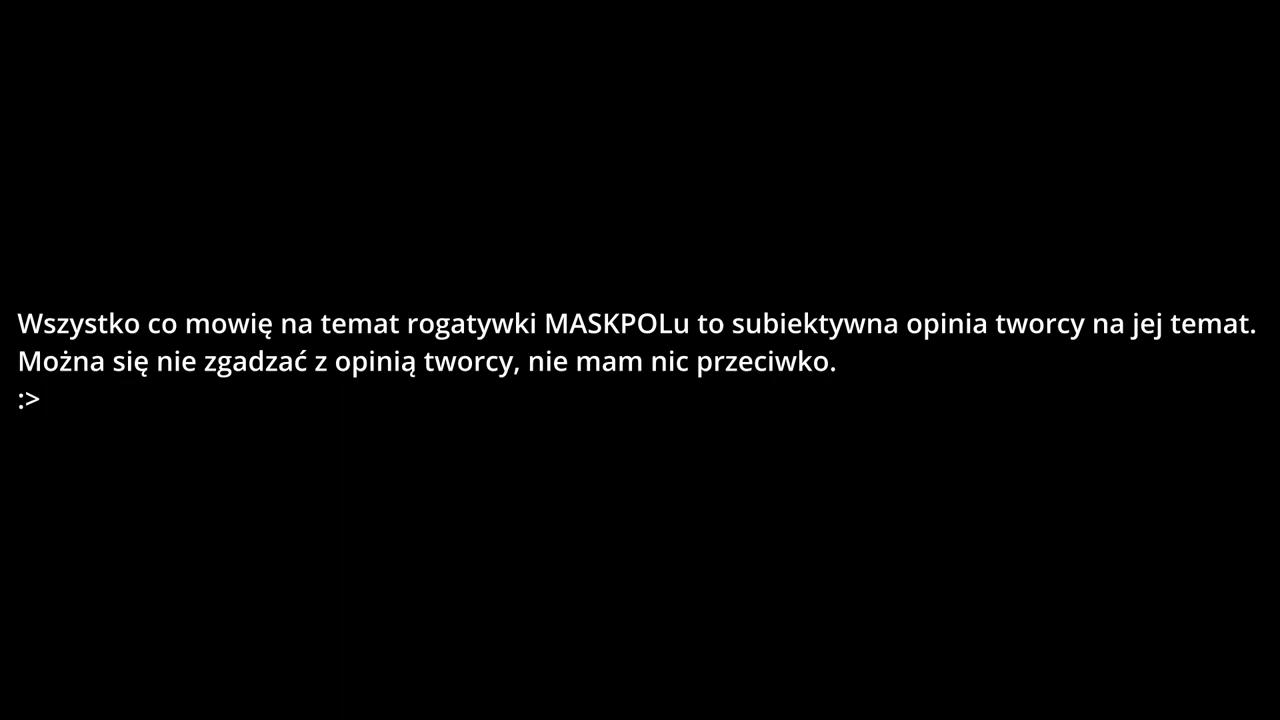 Wszystko co mowię na temat rogatywki MASKPOLu to subiektywna opinia tworcy na jej temat.
Można się nie zgadzać z opinią tworcy, nie mam nic przeciwko.
:>